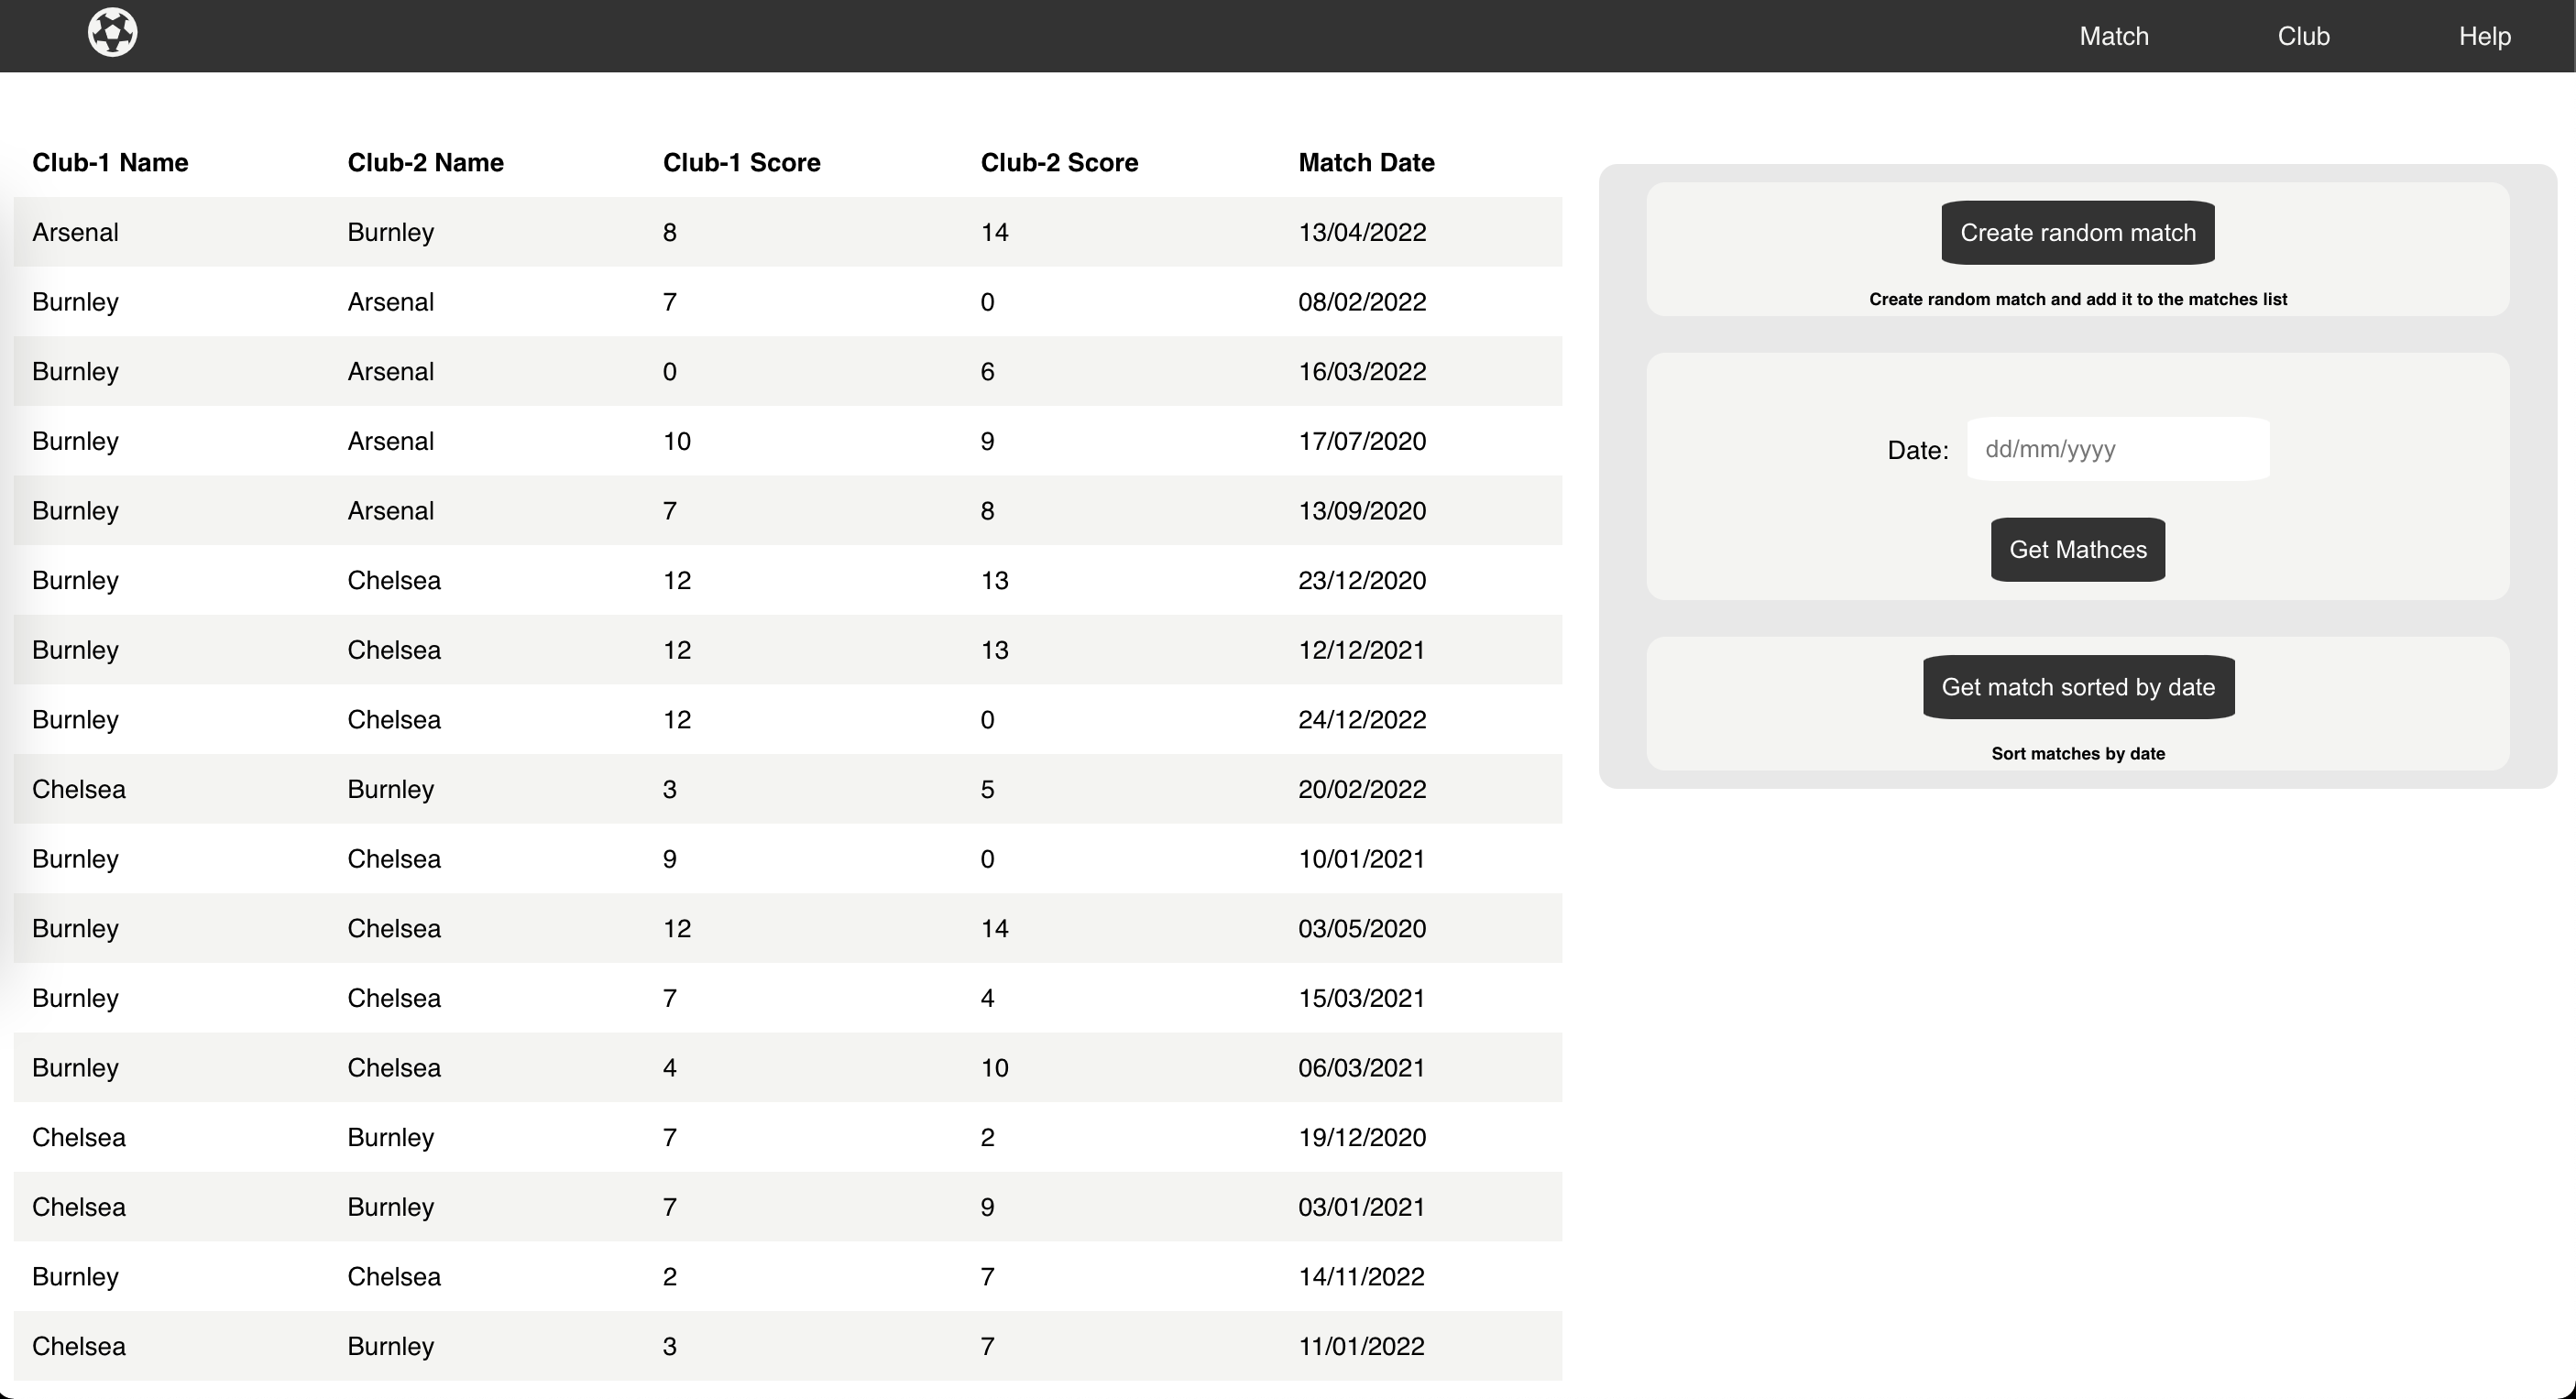 Match Club Help
Club-1 Name Club-2 Name Club-1 Score Club-2 Score Match Date
Arsenal Burnley 8 14 13/04/2022
Burnley Arsenal 7 0 08/02/2022
Burnley Arsenal 0 6 16/03/2022
Burnley Arsenal 10 9 17/07/2020
Burnley Arsenal 7 8 13/09/2020
Burnley Chelsea 12 13 23/12/2020
Burnley Chelsea 12 13 12/12/2021
Burnley Chelsea 12 0 24/12/2022
Chelsea Burnley 3 5 20/02/2022
Burnley Chelsea 9 0 10/01/2021
Burnley Chelsea 12 14 03/05/2020
Burnley Chelsea 7 4 15/03/2021
Burnley Chelsea 4 10 06/03/2021
Chelsea Burnley 7 2 19/12/2020
Chelsea Burnley 7 9 03/01/2021
Burnley Chelsea 2 7 14/11/2022
Chelsea Burnley 3 7 11/01/2022
Create random match
Create random match and add it to the matches list
Date: dd/mm/yyyy
Get Mathces
Get match sorted by date
Sort matches by date